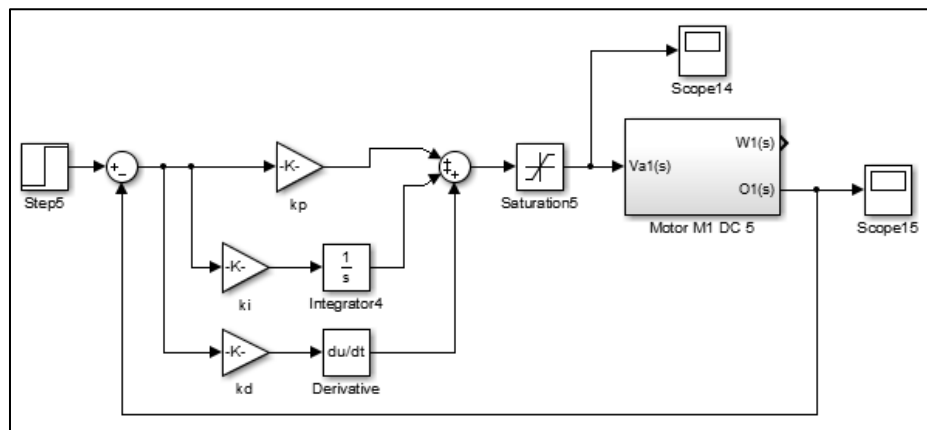 Scope14
W1(s)
+
-
-K-
+
+
+
Va1(s)
O1(s)
Step5
kp
Saturation5
Motor M1 DC 5
Scope15
-K-
1
s
ki
Integrator4
-K-
du/dt
kd
Derivative